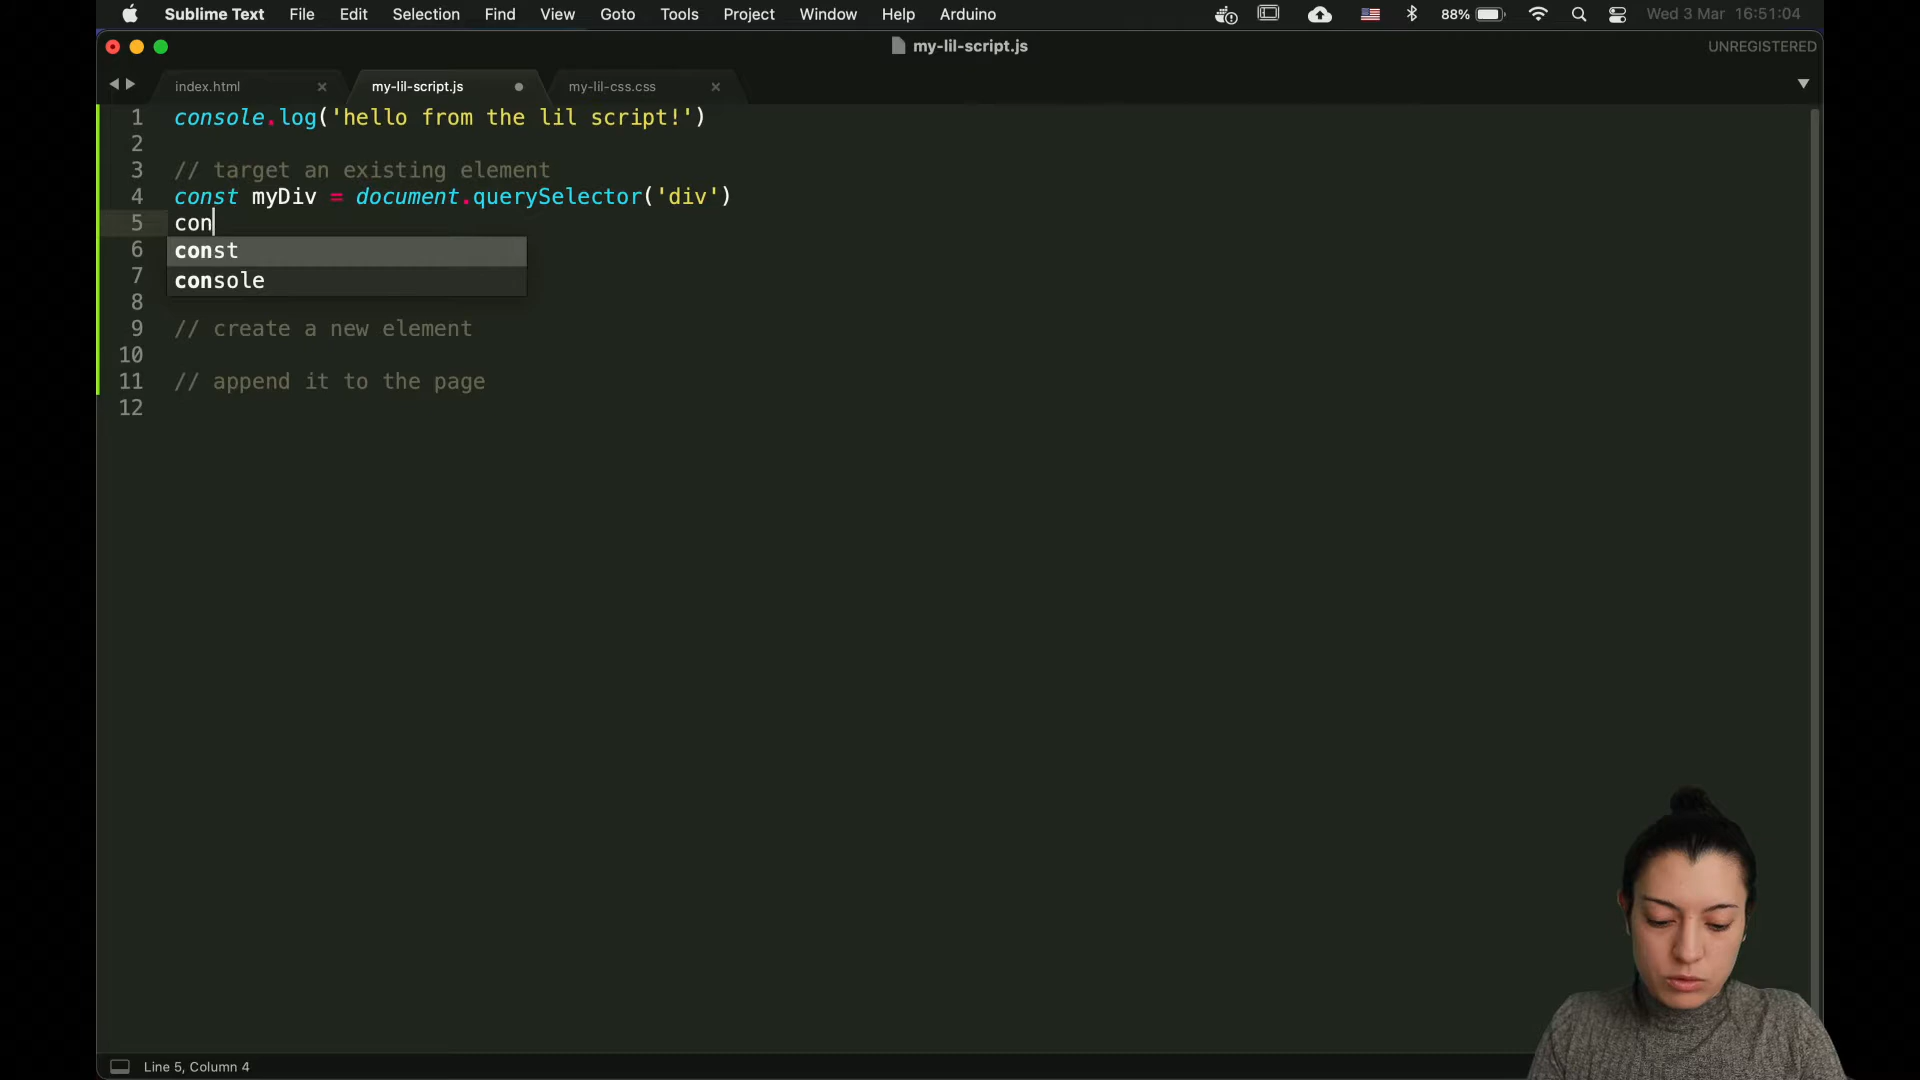 Sublime Text File Edit Selection Find View Goto Tools Project Window Help Arduino 88% Wed 3 Mar 16:51:04
my-lil-script.js UNREGISTERED
index.html my-lil-script.js my-lil-css.css
1 console.log('hello from the lil script!')
2
3 // target an existing element
4 const myDiv = document.querySelector('div')
5 con
6 const
7 console
8
9 // create a new element
10
11 // append it to the page
12
Line 5, Column 4